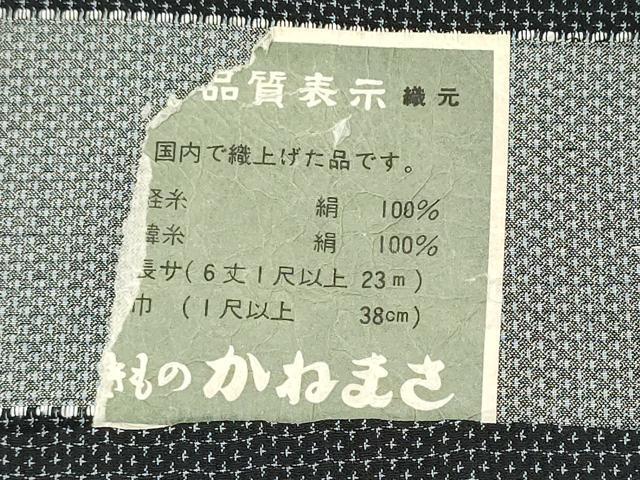 品質表示 織元
国内で織上げた品です。
経糸 絹 100%
緯糸 絹 100%
長サ(6丈1尺以上 23m)
巾 (1尺以上 38cm)
きもの かねまさ